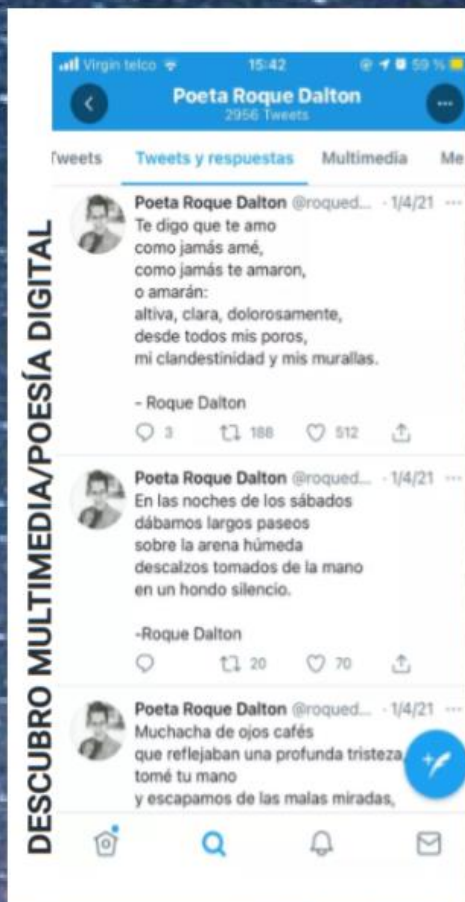 DESCUBRO MULTIMEDIA/POESÍA DIGITAL
Virgin telco 15:42 59 %
Poeta Roque Dalton
2956 Tweets
Tweets Tweets y respuestas Multimedia Me
Poeta Roque Dalton @roqued... · 1/4/21 ...
Te digo que te amo
como jamás amé,
como jamás te amaron,
o amarán:
altiva, clara, dolorosamente,
desde todos mis poros,
mi clandestinidad y mis murallas.
- Roque Dalton
3 188 512
Poeta Roque Dalton @roqued... · 1/4/21 ...
En las noches de los sábados
dábamos largos paseos
sobre la arena húmeda
descalzos tomados de la mano
en un hondo silencio.
-Roque Dalton
20 70
Poeta Roque Dalton @roqued... · 1/4/21 ...
Muchacha de ojos cafés
que reflejaban una profunda tristeza,
tomé tu mano
y escapamos de las malas miradas,